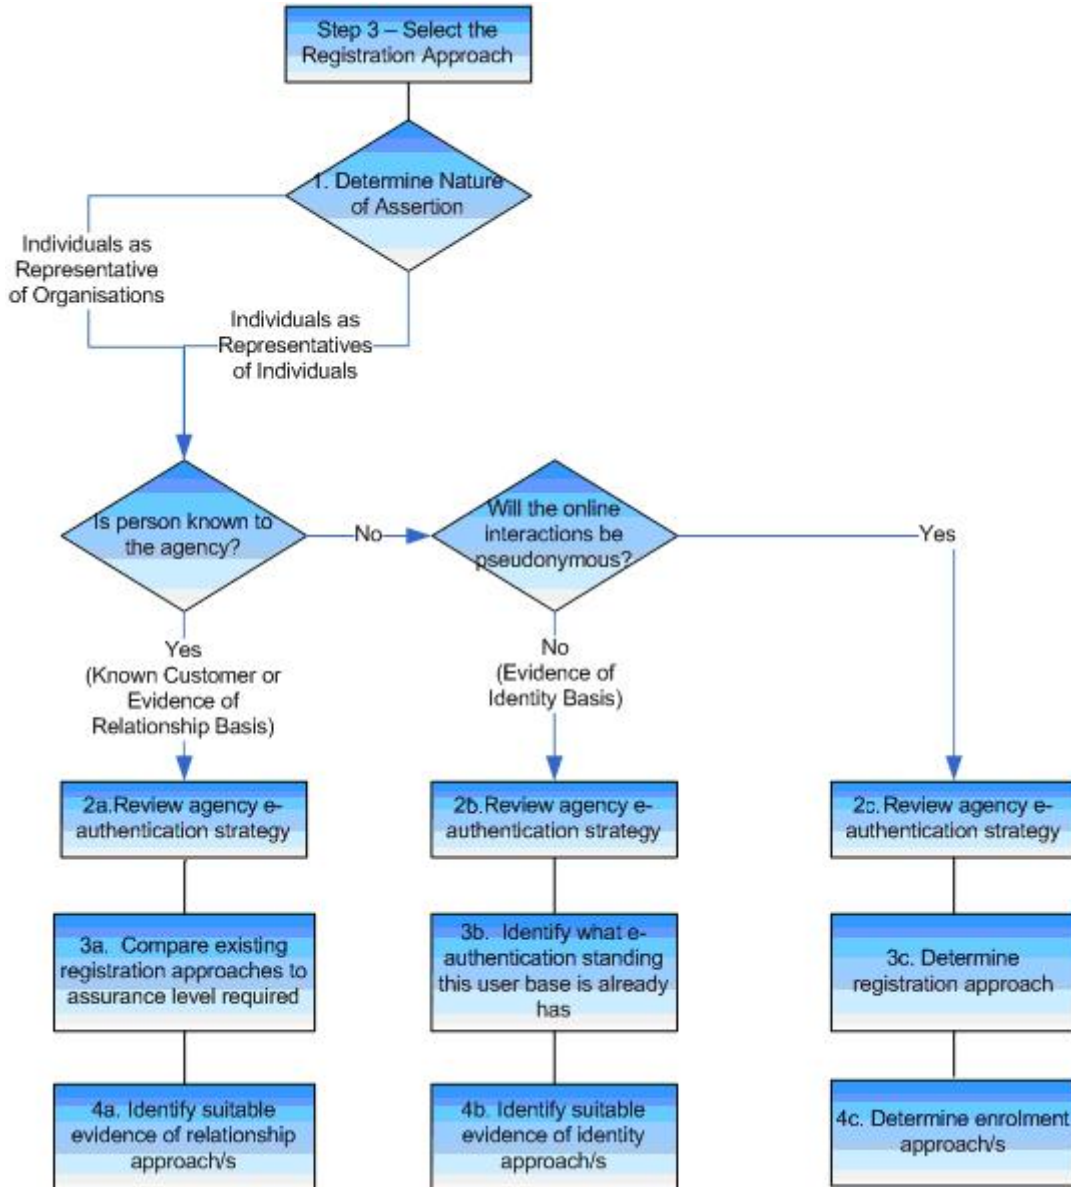 Step 3 – Select the
Registration Approach
1. Determine Nature
of Assertion
Individuals as
Representative
of Organisations
Individuals as
Representatives
of Individuals
Is person known to
the agency?
No
Will the online
interactions be
pseudonymous?
Yes
Yes
(Known Customer or
Evidence of
Relationship Basis)
No
(Evidence of
Identity Basis)
2a.Review agency e-
authentication strategy
2b.Review agency e-
authentication strategy
2c. Review agency e-
authentication strategy
3a. Compare existing
registration approaches to
assurance level required
3b. Identify what e-
authentication standing
this user base is already
has
3c. Determine
registration approach
4a. Identify suitable
evidence of relationship
approach/s
4b. Identify suitable
evidence of identity
approach/s
4c. Determine enrolment
approach/s